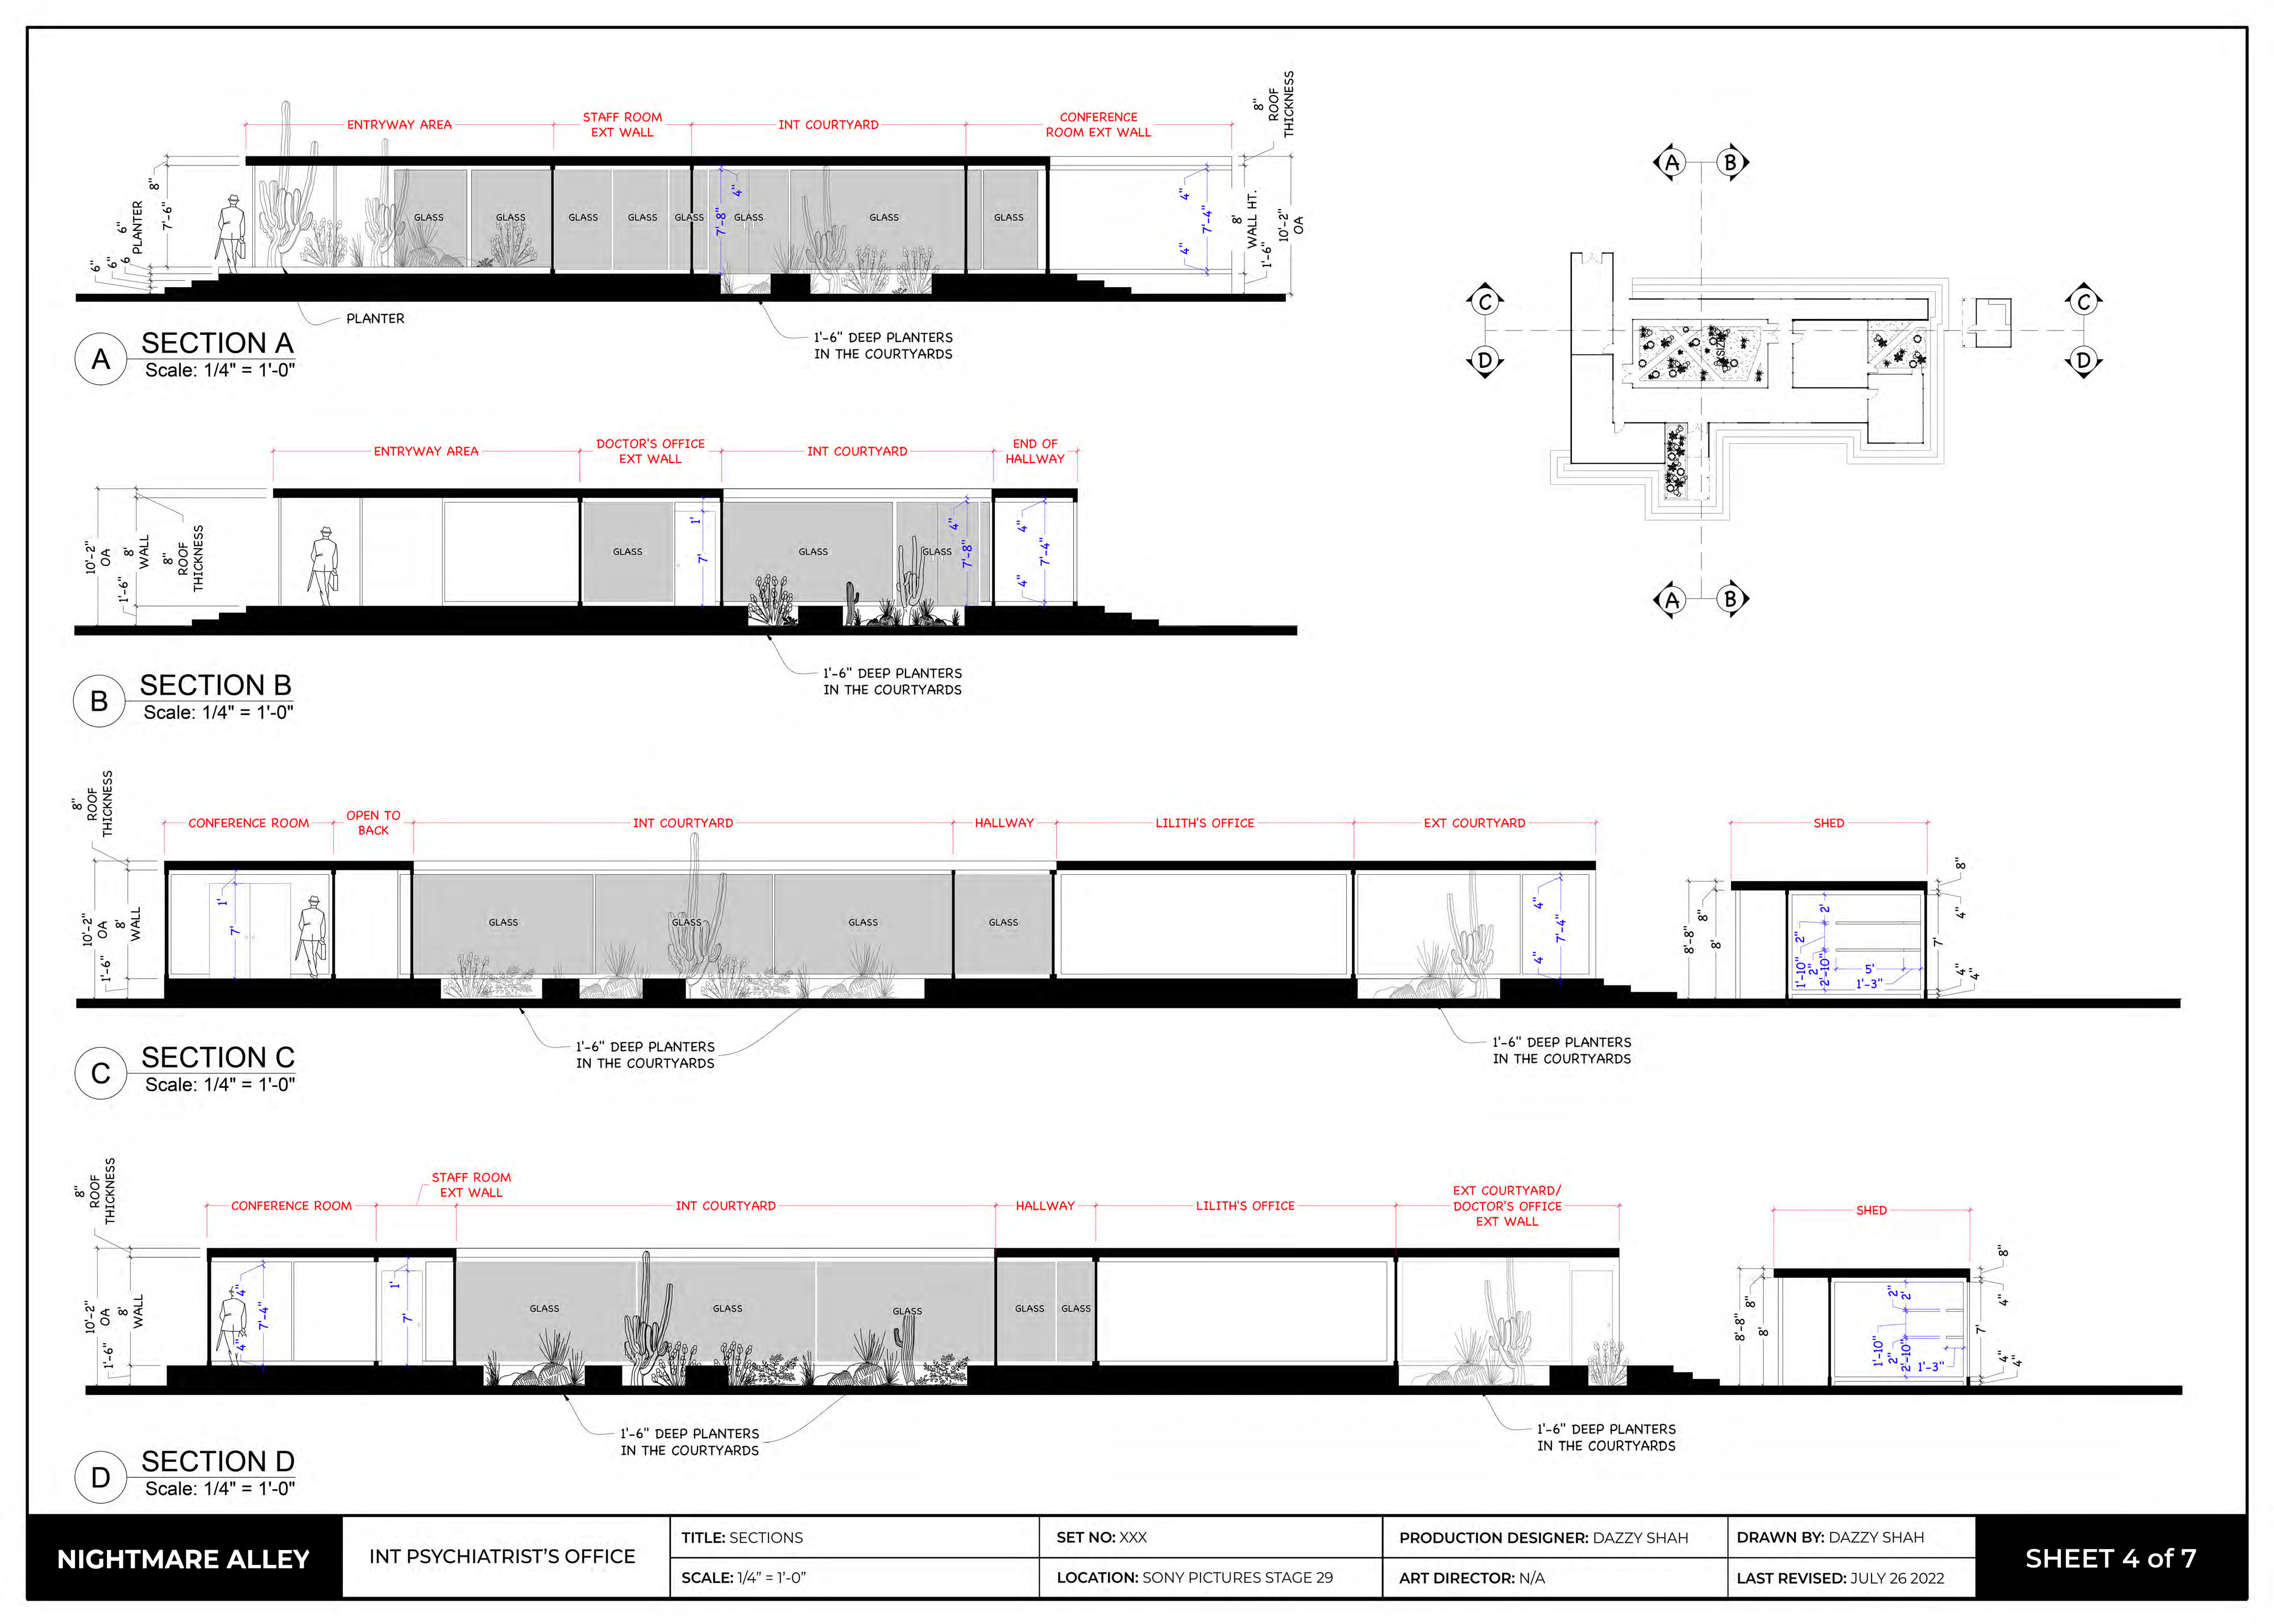 ENTRYWAY AREA
STAFF ROOM
EXT WALL
INT COURTYARD
CONFERENCE
ROOM EXT WALL
8"
ROOF
THICKNESS
8"
7'-6"
6"
PLANTER
6"
6"
6
GLASS
GLASS
GLASS
GLASS
GLASS
GLASS
GLASS
GLASS
4"
7'-8"
4"
7'-4"
4"
8'
WALL HT.
1'-6"
10'-2"
OA
PLANTER
1'-6" DEEP PLANTERS
IN THE COURTYARDS
A
SECTION A
Scale: 1/4" = 1'-0"
A
B
C
C
D
D
A
B
ENTRYWAY AREA
DOCTOR'S OFFICE
EXT WALL
INT COURTYARD
END OF
HALLWAY
10'-2"
OA
8'
WALL
1'-6"
8"
ROOF
THICKNESS
GLASS
1'
7'
GLASS
GLASS
4"
7'-8"
4"
7'-4"
4"
1'-6" DEEP PLANTERS
IN THE COURTYARDS
B
SECTION B
Scale: 1/4" = 1'-0"
8"
ROOF
THICKNESS
CONFERENCE ROOM
OPEN TO
BACK
INT COURTYARD
HALLWAY
LILITH'S OFFICE
EXT COURTYARD
SHED
10'-2"
OA
8'
WALL
1'-6"
1'
7'
GLASS
GLASS
GLASS
GLASS
4"
7'-4"
4"
8'-8"
8"
8'
2'
2"
1'-10"
2"
2'-10"
5'
1'-3"
8"
4"
7'
4"
4"
1'-6" DEEP PLANTERS
IN THE COURTYARDS
1'-6" DEEP PLANTERS
IN THE COURTYARDS
C
SECTION C
Scale: 1/4" = 1'-0"
8"
ROOF
THICKNESS
CONFERENCE ROOM
STAFF ROOM
EXT WALL
INT COURTYARD
HALLWAY
LILITH'S OFFICE
EXT COURTYARD/
DOCTOR'S OFFICE
EXT WALL
SHED
10'-2"
OA
8'
WALL
1'-6"
4"
7'-4"
4"
1'
7'
GLASS
GLASS
GLASS
GLASS
GLASS
8'-8"
8"
8'
2"
2'
1'-10"
2"
2'-10"
1'-3"
8"
4"
7'
4"
4"
1'-6" DEEP PLANTERS
IN THE COURTYARDS
1'-6" DEEP PLANTERS
IN THE COURTYARDS
D
SECTION D
Scale: 1/4" = 1'-0"
NIGHTMARE ALLEY
INT PSYCHIATRIST'S OFFICE
TITLE: SECTIONS
SCALE: 1/4" = 1'-0"
SET NO: XXX
LOCATION: SONY PICTURES STAGE 29
PRODUCTION DESIGNER: DAZZY SHAH
ART DIRECTOR: N/A
DRAWN BY: DAZZY SHAH
LAST REVISED: JULY 26 2022
SHEET 4 of 7